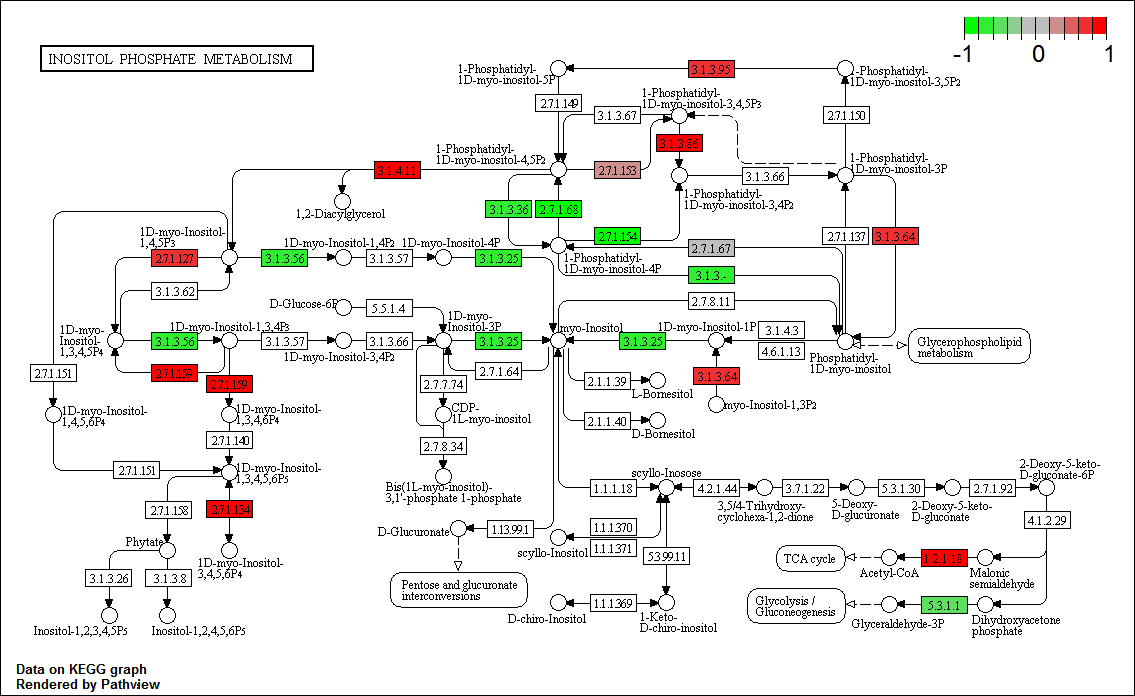 -1 0 1
INOSITOL PHOSPHATE METABOLISM
1-Phosphatidyl-
1D-myo-inositol-5P
3.1.3.95
1-Phosphatidyl-
1D-myo-inositol-3,5P2
2.7.1.149
1-Phosphatidyl-
1D-myo-inositol-3,4,5P3
3.1.3.67
2.7.1.150
3.1.3.86
1-Phosphatidyl-
1D-myo-inositol-4,5P2
3.1.4.11
2.7.1.153
3.1.3.66
1-Phosphatidyl-
1D-myo-inositol-3P
1,2-Diacylglycerol
3.1.3.36
2.7.1.68
1-Phosphatidyl-
1D-myo-inositol-3,4P2
1D-myo-Inositol-
1,4,5P3
1D-myo-Inositol-1,4P2
1D-myo-Inositol-4P
2.7.1.154
2.7.1.67
2.7.1.137
3.1.3.64
2.7.1.127
3.1.3.56
3.1.3.57
3.1.3.25
1-Phosphatidyl-
1D-myo-inositol-4P
3.1.3.-
3.1.3.62
D-Glucose-6P
5.5.1.4
2.7.8.11
1D-myo-
Inositol-
1,3,4,5P4
1D-myo-Inositol-1,3,4P3
1D-myo-
Inositol-3P
myo-Inositol
1D-myo-Inositol-1P
3.1.4.3
4.6.1.13
3.1.3.56
3.1.3.57
3.1.3.66
3.1.3.25
3.1.3.25
1D-myo-Inositol-3,4P2
Phosphatidyl-
1D-myo-inositol
Glycerophospholipid
metabolism
2.7.1.151
2.7.1.159
2.7.1.159
2.7.7.74
2.7.1.64
2.1.1.39
L-Bornesitol
3.1.3.64
myo-Inositol-1,3P2
1D-myo-Inositol-
1,4,5,6P4
1D-myo-Inositol-
1,3,4,6P4
CDP-
1L-myo-inositol
2.1.1.40
D-Bornesitol
2.7.1.140
2.7.8.34
2.7.1.151
1D-myo-Inositol-
1,3,4,5,6P5
Bis(1L-myo-inositol)-
3,1'-phosphate 1-phosphate
scyllo-Inosose
1.1.1.18
4.2.1.44
3.7.1.22
5.3.1.30
2.7.1.92
2-Deoxy-5-keto-
D-gluconate-6P
3,5/4-Trihydroxy-
cyclohexa-1,2-dione
5-Deoxy-
D-glucuronate
2-Deoxy-5-keto-
D-gluconate
2.7.1.158
2.7.1.134
D-Glucuronate
1.13.99.1
1.1.1.370
1.1.1.371
scyllo-Inositol
4.1.2.29
Phytate
1D-myo-Inositol-
3,4,5,6P4
5.3.99.11
TCA cycle
Acetyl-CoA
1.2.1.18
Malonic
semialdehyde
3.1.3.26
3.1.3.8
Pentose and glucuronate
interconversions
D-chiro-Inositol
1.1.1.369
1-Keto-
D-chiro-inositol
Glycolysis /
Gluconeogenesis
Glyceraldehyde-3P
5.3.1.1
Dihydroxyacetone
phosphate
Inositol-1,2,3,4,5P5
Inositol-1,2,4,5,6P5
Data on KEGG graph
Rendered by Pathview